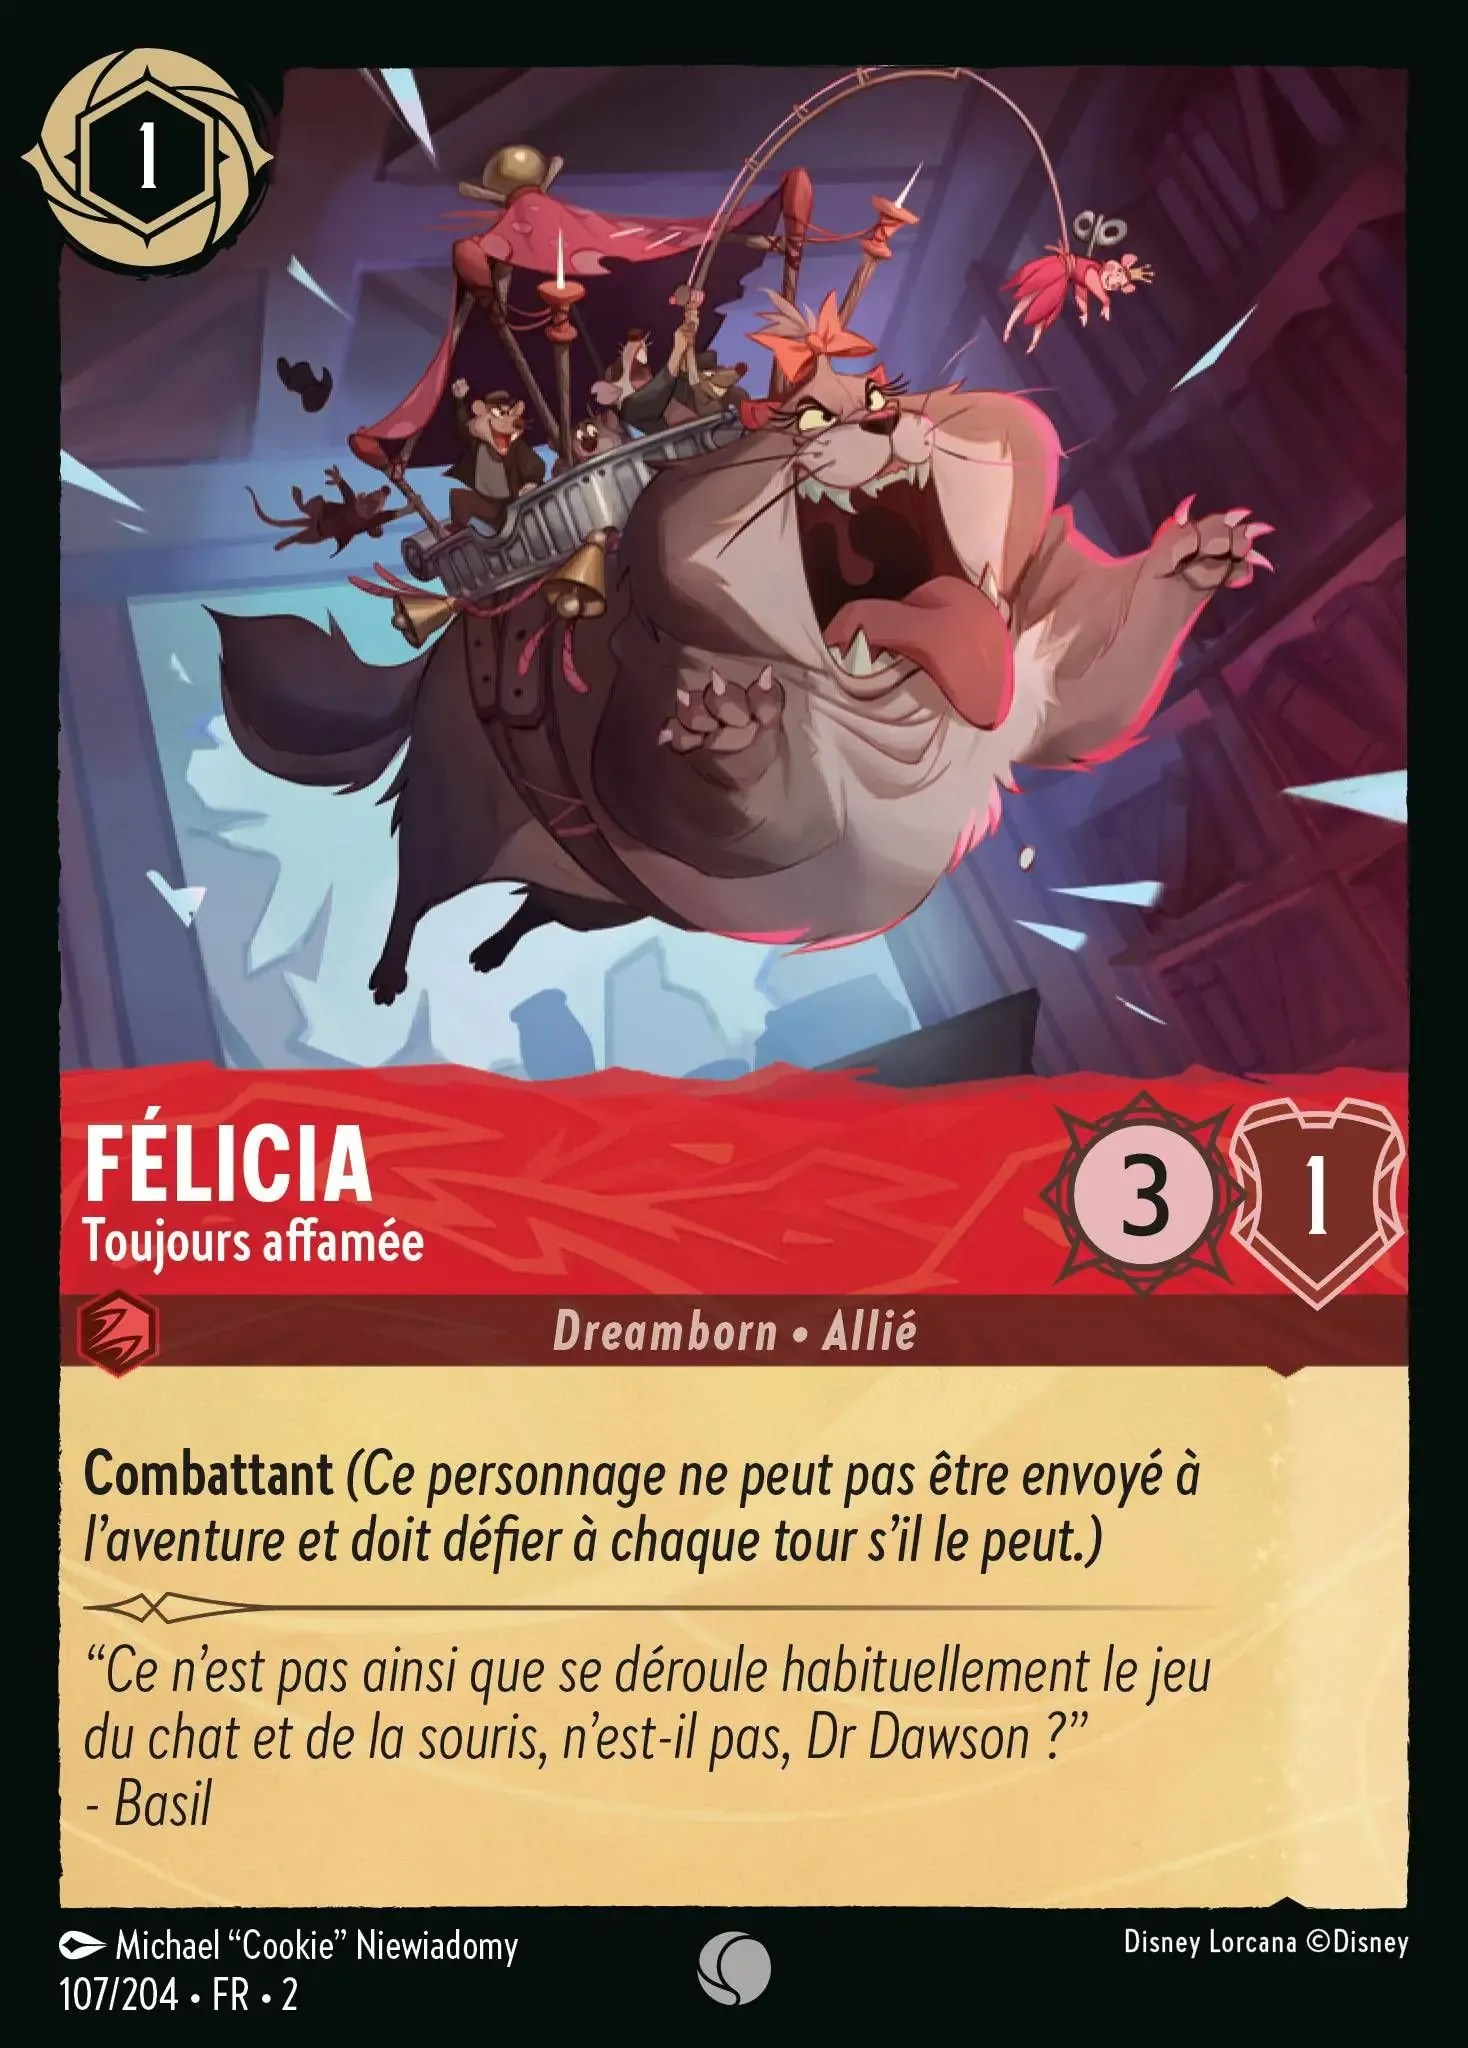 1
FÉLICIA
Toujours affamée
3
1
Dreamborn • Allié
Combattant (Ce personnage ne peut pas être envoyé à
l’aventure et doit défier à chaque tour s’il le peut.)
“Ce n’est pas ainsi que se déroule habituellement le jeu
du chat et de la souris, n’est-il pas, Dr Dawson ?”
- Basil
Michael “Cookie” Niewiadomy
Disney Lorcana ©Disney
107/204 • FR • 2